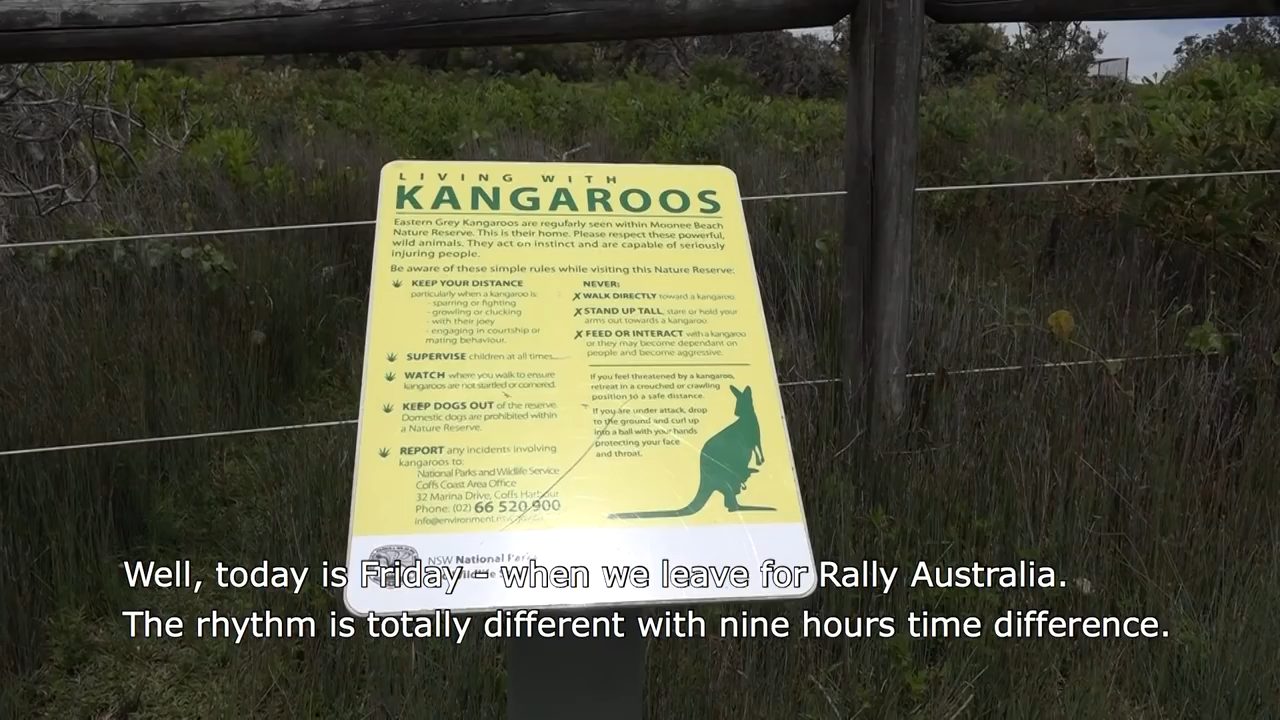 LIVING WITH
KANGAROOS
Eastern Grey Kangaroos are regularly seen within Moonee Beach
Nature Reserve. This is their home. Please respect these powerful,
wild animals. They act on instinct and are capable of seriously
injuring people.
Be aware of these simple rules while visiting this Nature Reserve:
KEEP YOUR DISTANCE
particularly when a kangaroo is:
- sparring or fighting
- growling or clucking
- with their joey
- engaging in courtship or
mating behaviour.
SUPERVISE children at all times.
WATCH where you walk to ensure
kangaroos are not startled or cornered.
KEEP DOGS OUT of the reserve.
Domestic dogs are prohibited within
a Nature Reserve.
REPORT any incidents involving
kangaroos to:
National Parks and Wildlife Service
Coffs Coast Area Office
32 Marina Drive, Coffs Harbour
Phone: (02) 66 520 900
NEVER:
✗ WALK DIRECTLY toward a kangaroo.
✗ STAND UP TALL, stare or hold your
arms out towards a kangaroo.
✗ FEED OR INTERACT with a kangaroo
or they may become dependant on
people and become aggressive.
If you feel threatened by a kangaroo,
retreat in a crouched or crawling
position to a safe distance.
If you are under attack, drop
to the ground and curl up
into a ball with your hands
protecting your face
and throat.
NSW National Parks
Well, today is Friday – when we leave for Rally Australia.
The rhythm is totally different with nine hours time difference.